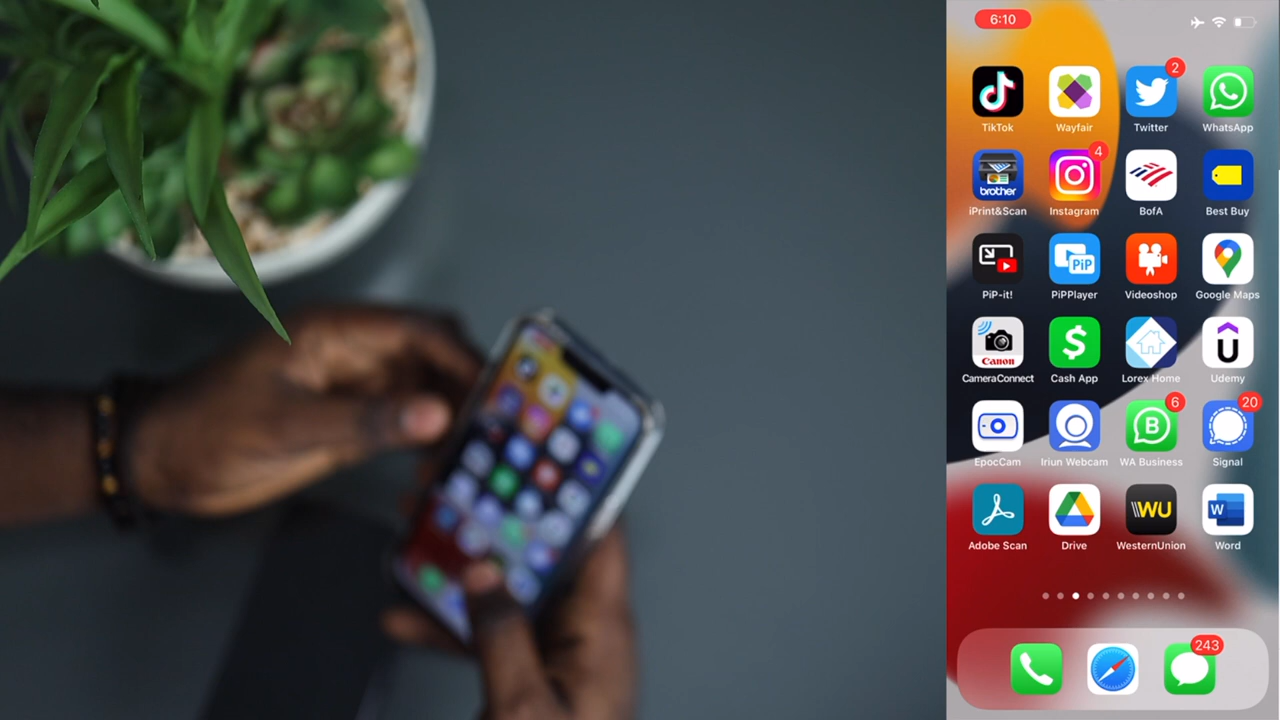 6:10
2
TikTok Wayfair Twitter WhatsApp
brother
4
iPrint&Scan Instagram BofA Best Buy
PiP
PiP-it! PiPPlayer Videoshop Google Maps
Canon
$
CameraConnect Cash App Lorex Home Udemy
B
6
20
EpocCam Iriun Webcam WA Business Signal
WU
W
Adobe Scan Drive WesternUnion Word
243